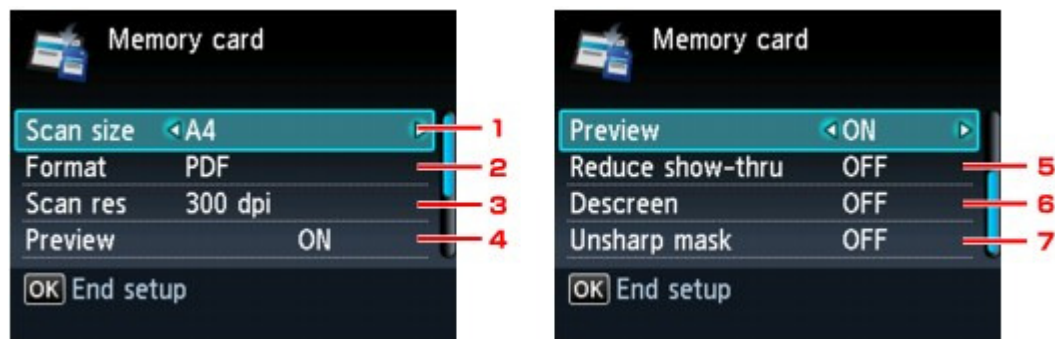 Memory card
Scan size A4 1
Format PDF 2
Scan res 300 dpi 3
Preview ON 4
OK End setup
Memory card
Preview ON
Reduce show-thru OFF 5
Descreen OFF 6
Unsharp mask OFF 7
OK End setup